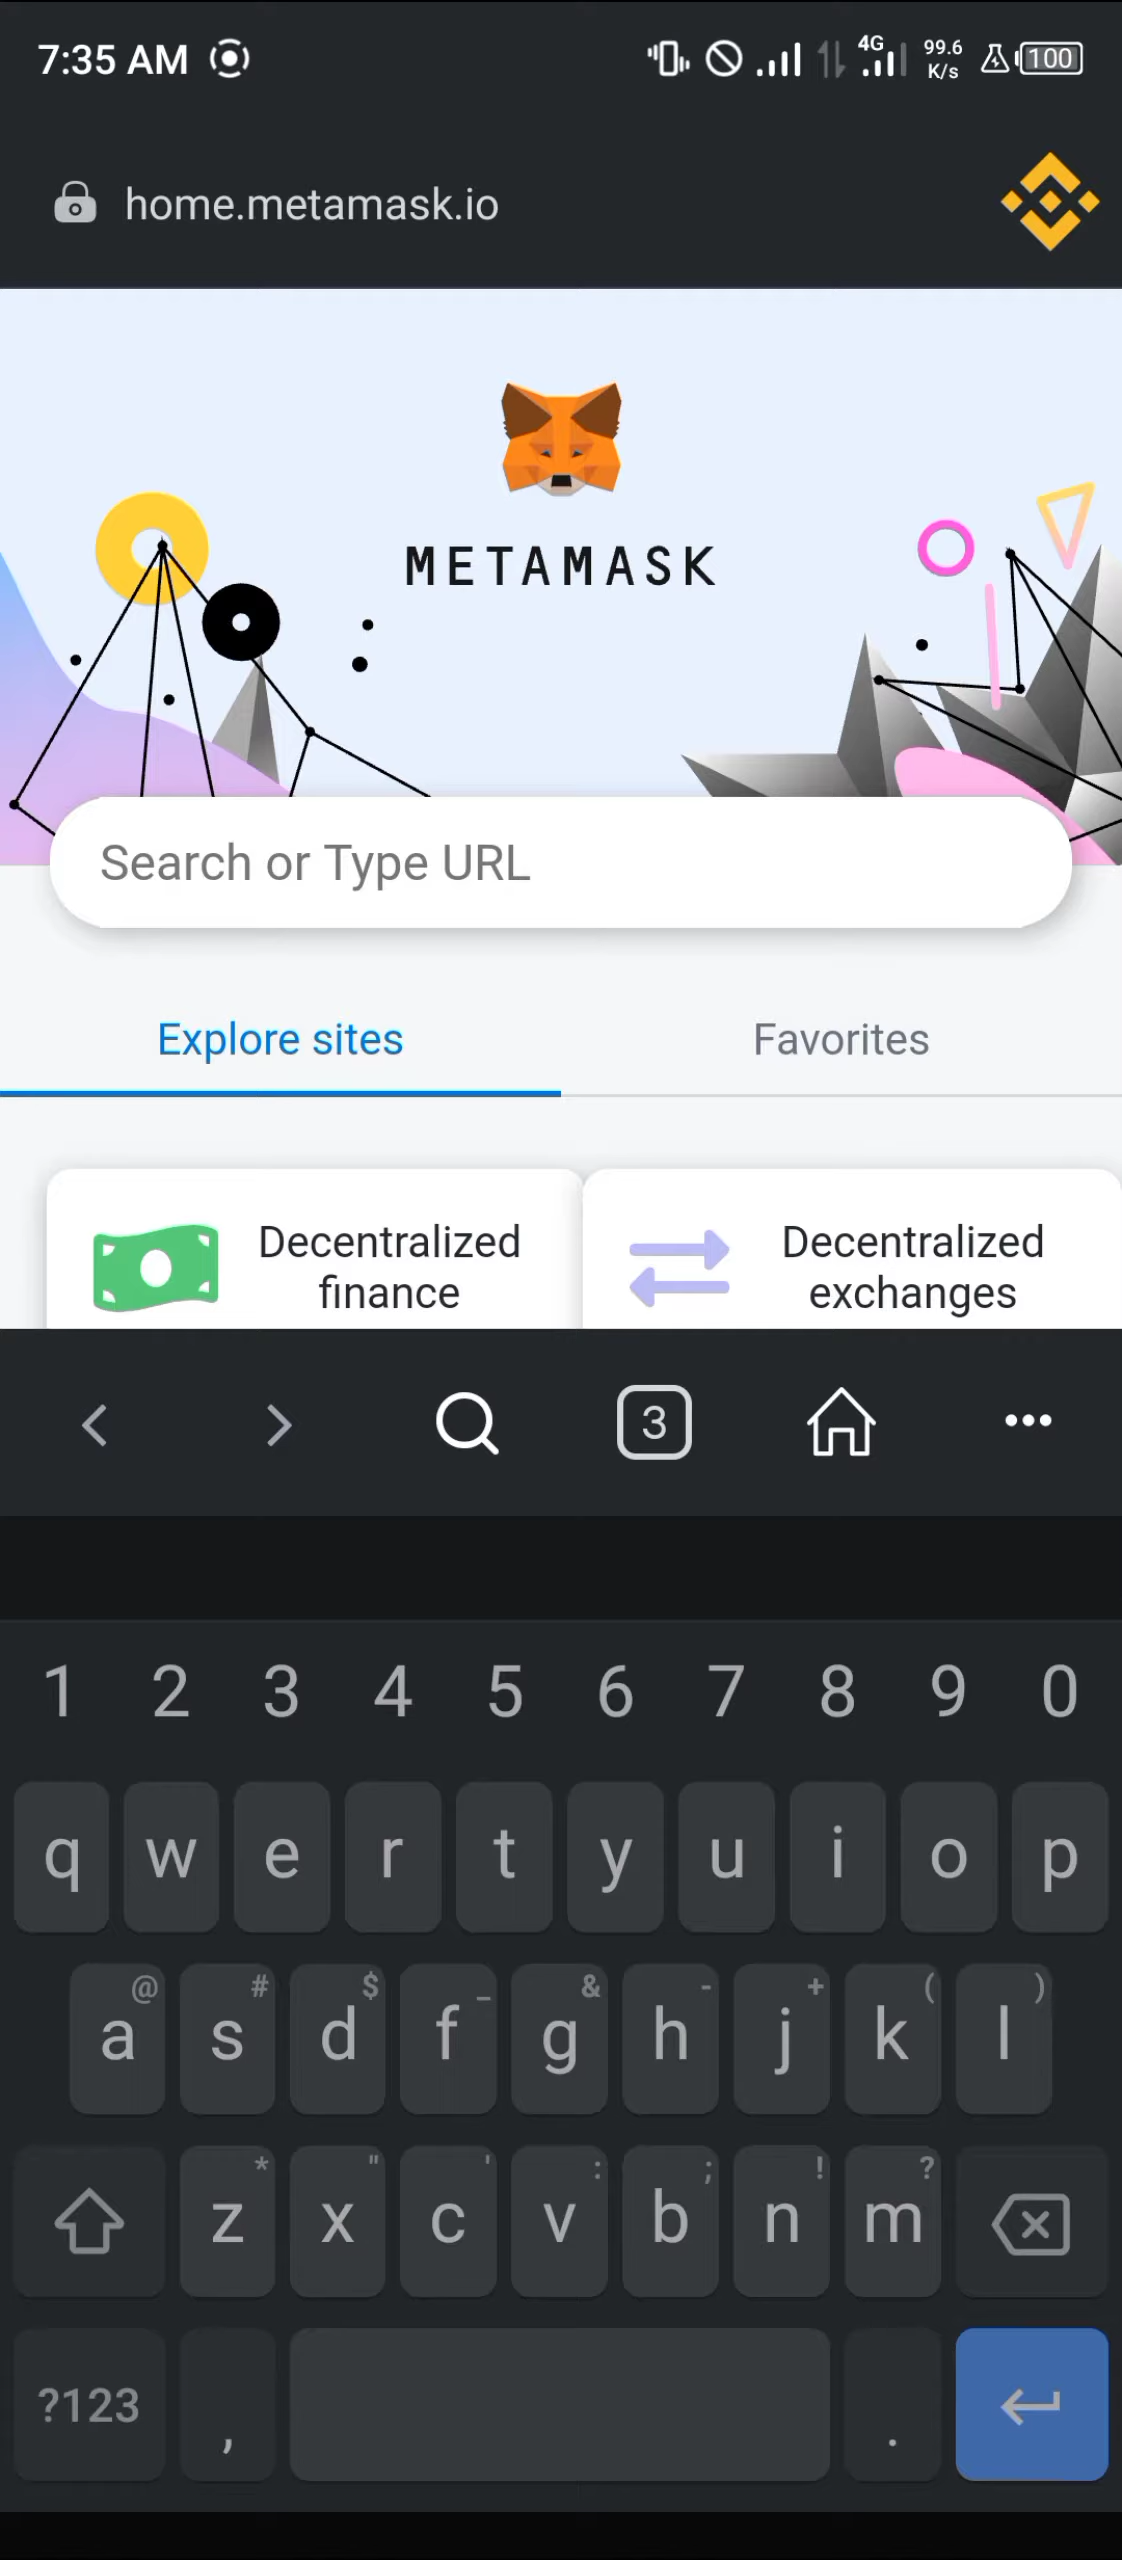 7:35 AM
4G
99.6
K/s
100
home.metamask.io
METAMASK
Search or Type URL
Explore sites
Favorites
Decentralized
finance
Decentralized
exchanges
3
1 2 3 4 5 6 7 8 9 0
q w e r t y u i o p
@ # $ _ & - + ( )
a s d f g h j k l
* " ' : ; ! ?
z x c v b n m
?123 , .